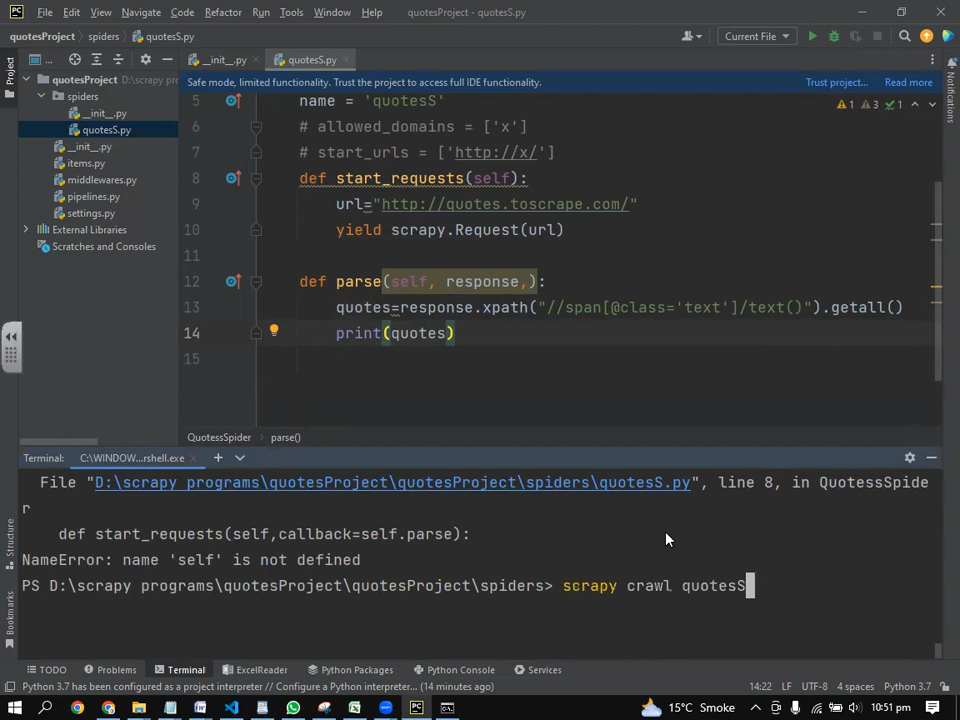 File Edit View Navigate Code Refactor Run Tools Window Help quotesProject - quotesS.py
quotesProject spiders quotesS.py Current File
Project
quotesProject D:\scrapy pro
spiders
__init__.py
quotesS.py
__init__.py
items.py
middlewares.py
pipelines.py
settings.py
External Libraries
Scratches and Consoles
__init__.py quotesS.py
Safe mode, limited functionality. Trust the project to access full IDE functionality. Trust project... Read more
Notifications
1 3 1
5 name = 'quotesS'
6 # allowed_domains = ['x']
7 # start_urls = ['http://x/']
8 def start_requests(self):
9 url="http://quotes.toscrape.com/"
10 yield scrapy.Request(url)
11
12 def parse(self, response,):
13 quotes=response.xpath("//span[@class='text']/text()").getall()
14 print(quotes)
15
QuotessSpider parse()
Terminal: C:\WINDOW...rshell.exe
File "D:\scrapy programs\quotesProject\quotesProject\spiders\quotesS.py", line 8, in QuotessSpide
r
def start_requests(self,callback=self.parse):
NameError: name 'self' is not defined
PS D:\scrapy programs\quotesProject\quotesProject\spiders> scrapy crawl quotesS
Structure
Bookmarks
TODO Problems Terminal ExcelReader Python Packages Python Console Services
Python 3.7 has been configured as a project interpreter // Configure a Python interpreter... (14 minutes ago) 14:22 LF UTF-8 4 spaces Python 3.7
15°C Smoke 10:51 pm